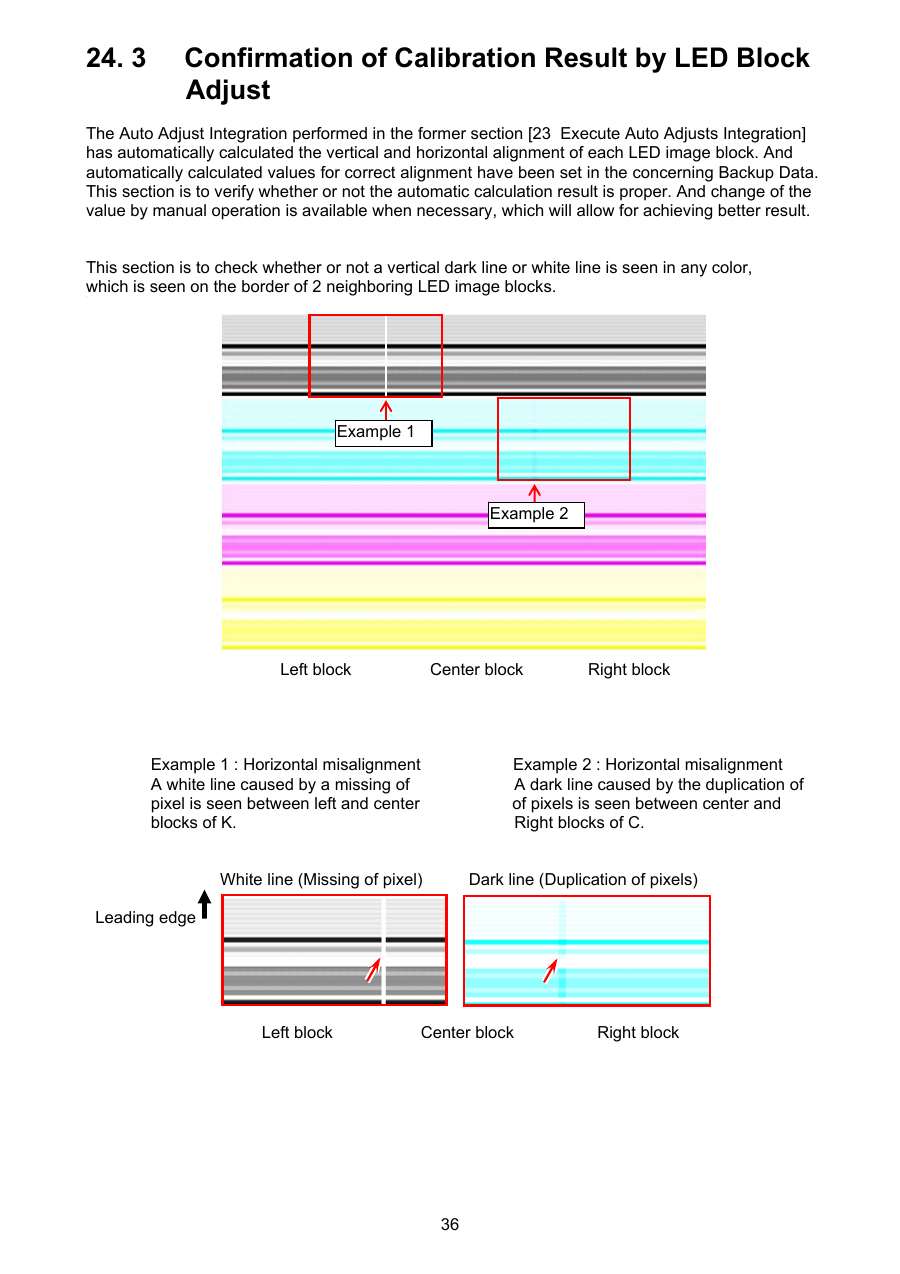 24. 3 Confirmation of Calibration Result by LED Block
Adjust
The Auto Adjust Integration performed in the former section [23 Execute Auto Adjusts Integration]
has automatically calculated the vertical and horizontal alignment of each LED image block. And
automatically calculated values for correct alignment have been set in the concerning Backup Data.
This section is to verify whether or not the automatic calculation result is proper. And change of the
value by manual operation is available when necessary, which will allow for achieving better result.
This section is to check whether or not a vertical dark line or white line is seen in any color,
which is seen on the border of 2 neighboring LED image blocks.
Example 1
Example 2
Left block Center block Right block
Example 1 : Horizontal misalignment
A white line caused by a missing of
pixel is seen between left and center
blocks of K.
Example 2 : Horizontal misalignment
A dark line caused by the duplication of
of pixels is seen between center and
Right blocks of C.
White line (Missing of pixel) Dark line (Duplication of pixels)
Leading edge
Left block Center block Right block
36